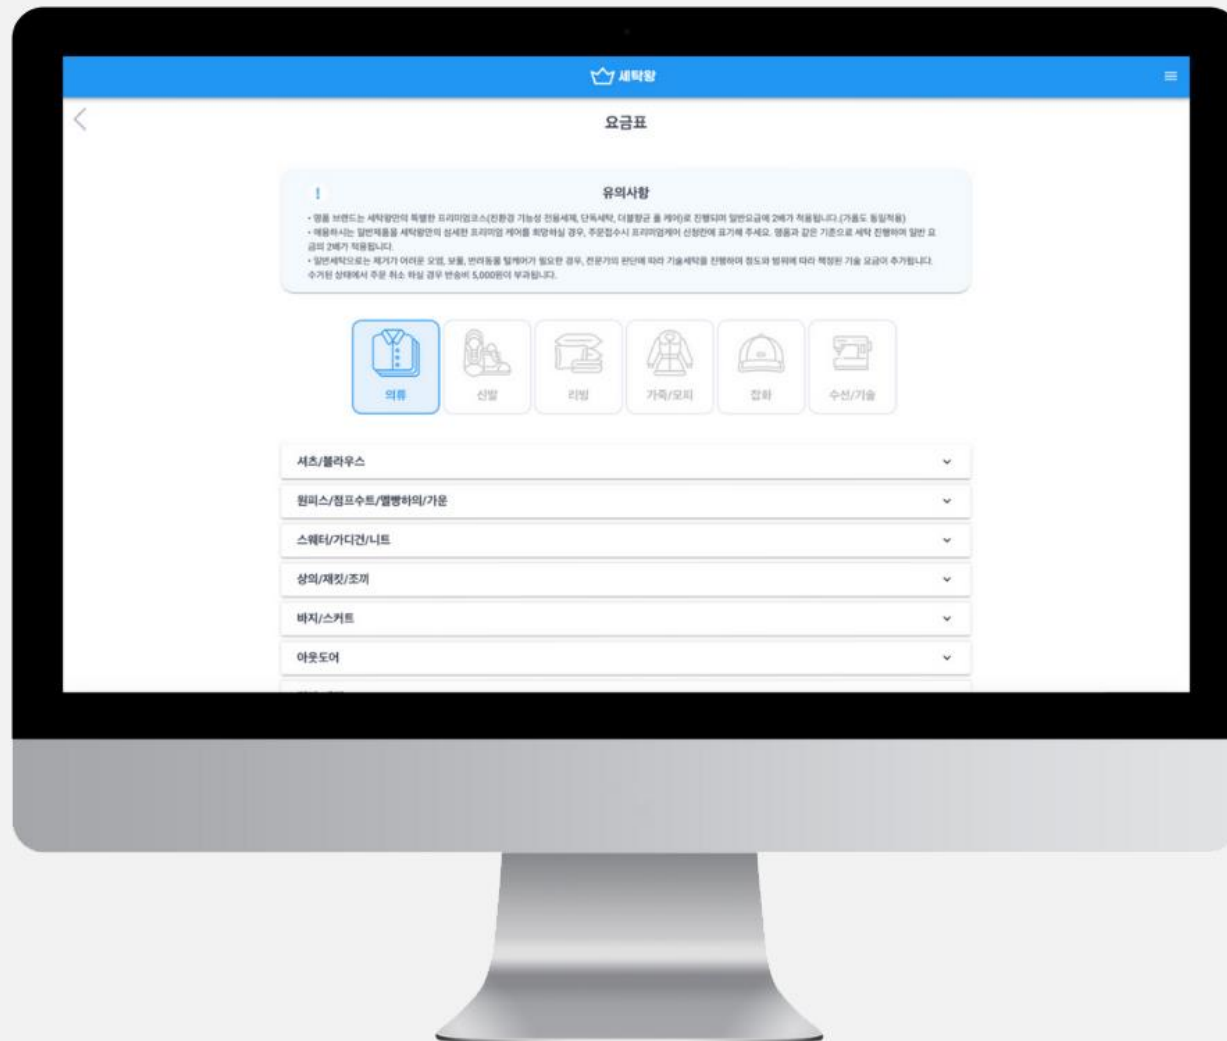 세탁왕
요금표
!
유의사항
• 명품 브랜드는 세탁왕만의 특별한 프리미엄코스(친환경 기능성 전용세제, 단독세탁, 더블항균 풀 케어)로 진행되며 일반요금에 2배가 적용됩니다.(가품도 동일적용)
• 애용하시는 일반제품을 세탁왕만의 섬세한 프리미엄 케어를 희망하실 경우, 주문접수시 프리미엄케어 신청란에 표기해 주세요. 명품과 같은 기준으로 세탁 진행하며 일반 요
금의 2배가 적용됩니다.
• 일반세탁으로는 제거가 어려운 오염, 보풀, 반려동물 털케어가 필요한 경우, 전문가의 판단에 따라 기술세탁을 진행하며 정도와 범위에 따라 책정된 기술 요금이 추가됩니다.
수거된 상태에서 주문 취소 하실 경우 반송비 5,000원이 부과됩니다.
의류 신발 리빙 가죽/모피 잡화 수선/기술
셔츠/블라우스
원피스/점프수트/멜빵하의/가운
스웨터/가디건/니트
상의/재킷/조끼
바지/스커트
아웃도어